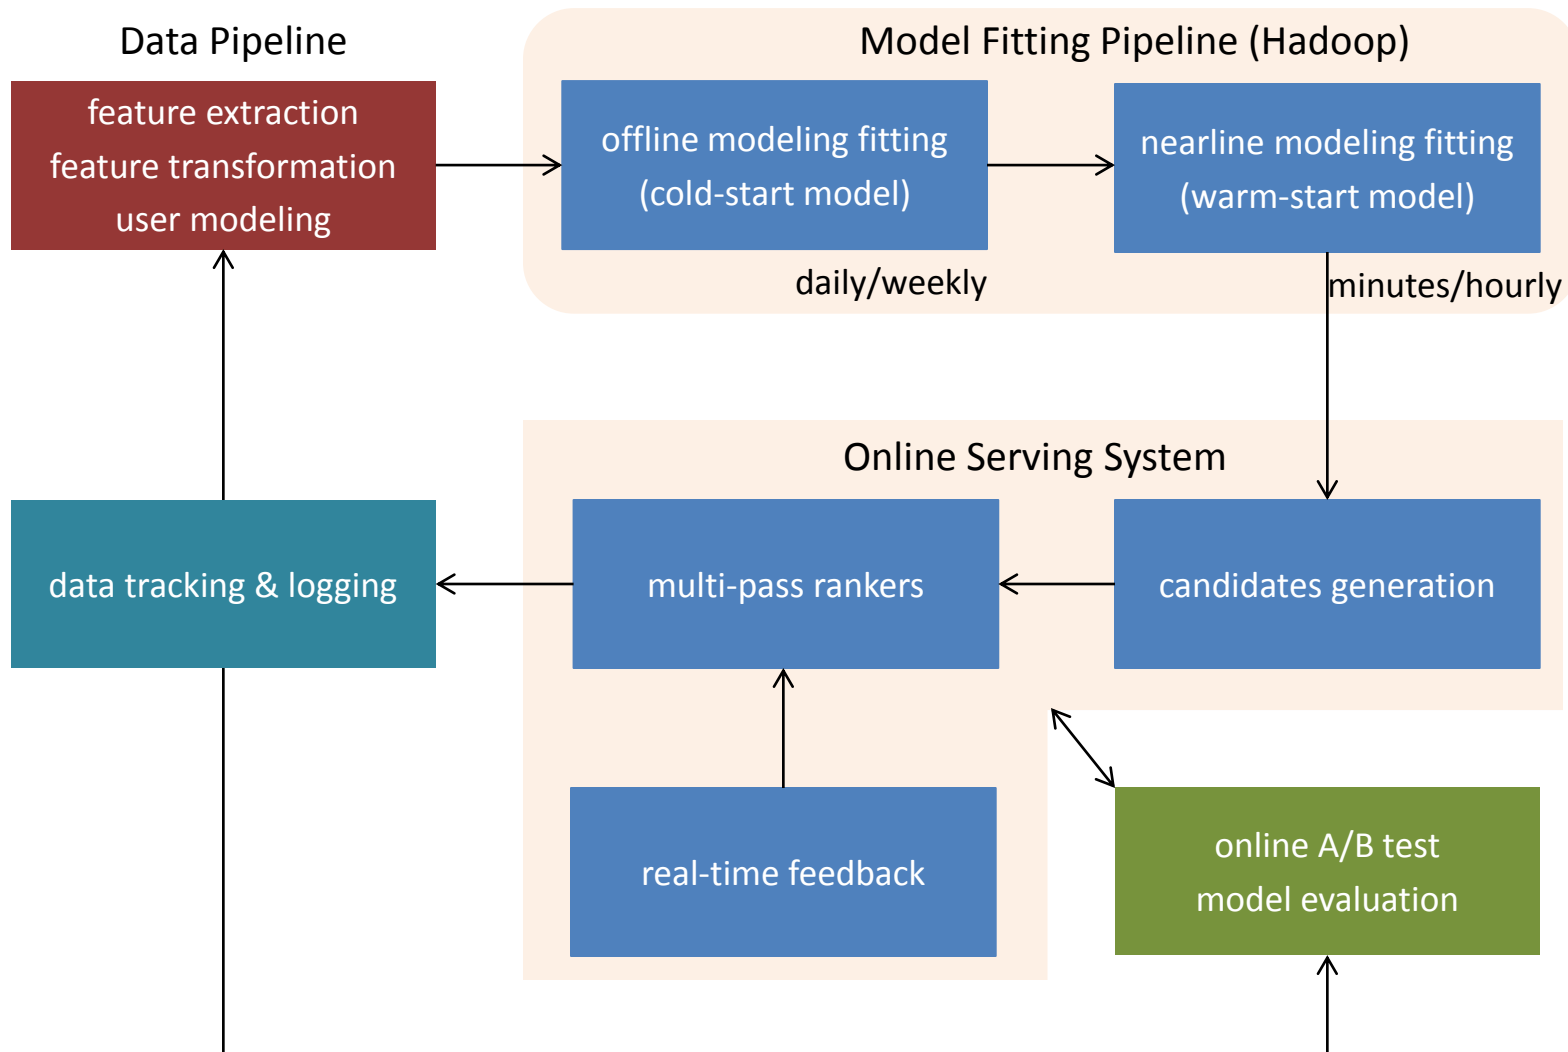 Data Pipeline
Model Fitting Pipeline (Hadoop)
feature extraction
feature transformation
user modeling
offline modeling fitting
(cold-start model)
nearline modeling fitting
(warm-start model)
daily/weekly
minutes/hourly
Online Serving System
data tracking & logging
multi-pass rankers
candidates generation
real-time feedback
online A/B test
model evaluation